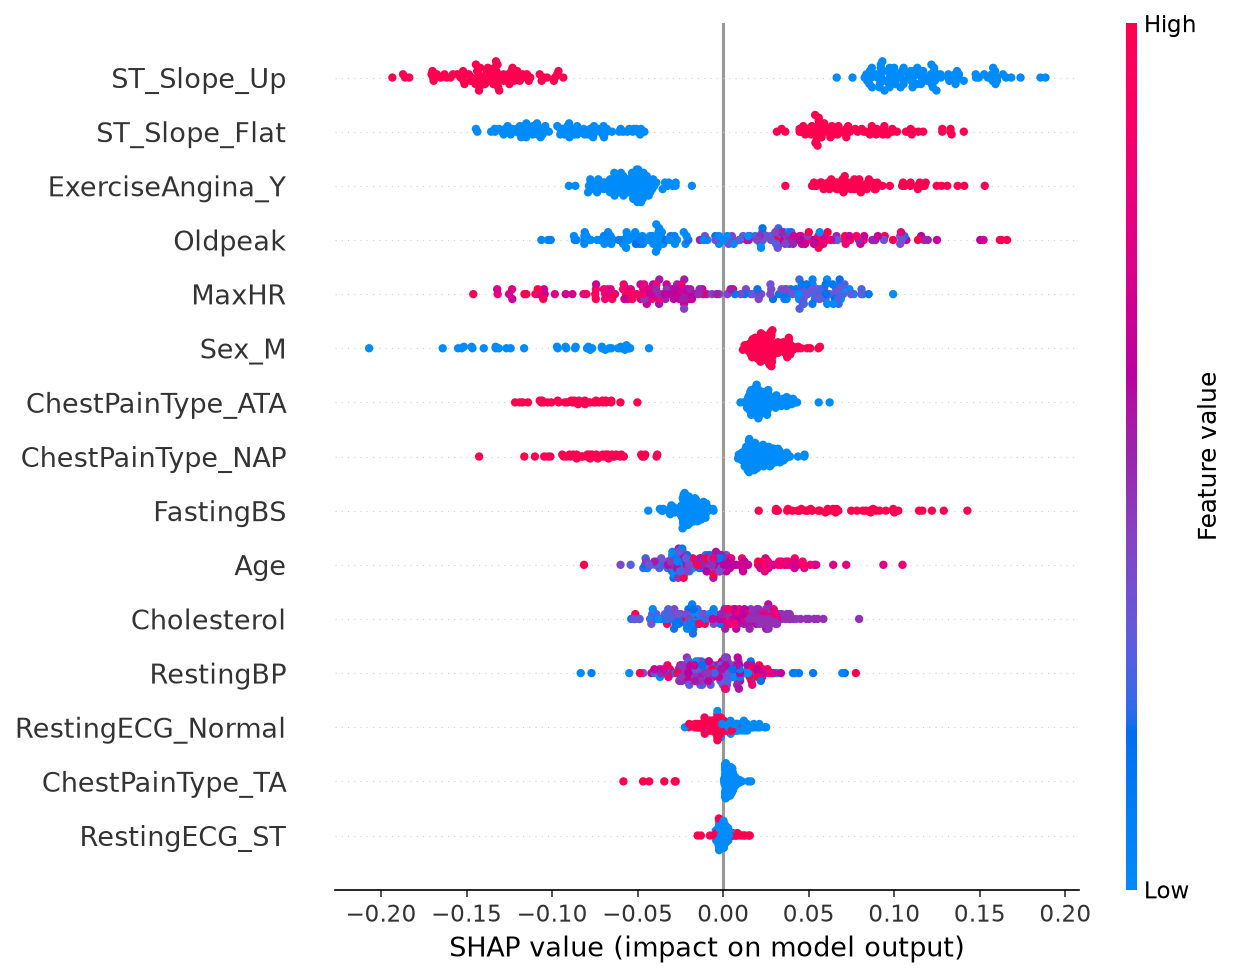 High
ST_Slope_Up
ST_Slope_Flat
ExerciseAngina_Y
Oldpeak
MaxHR
Sex_M
ChestPainType_ATA
ChestPainType_NAP
FastingBS
Age
Cholesterol
RestingBP
RestingECG_Normal
ChestPainType_TA
RestingECG_ST
Feature value
Low
−0.20 −0.15 −0.10 −0.05 0.00 0.05 0.10 0.15 0.20
SHAP value (impact on model output)